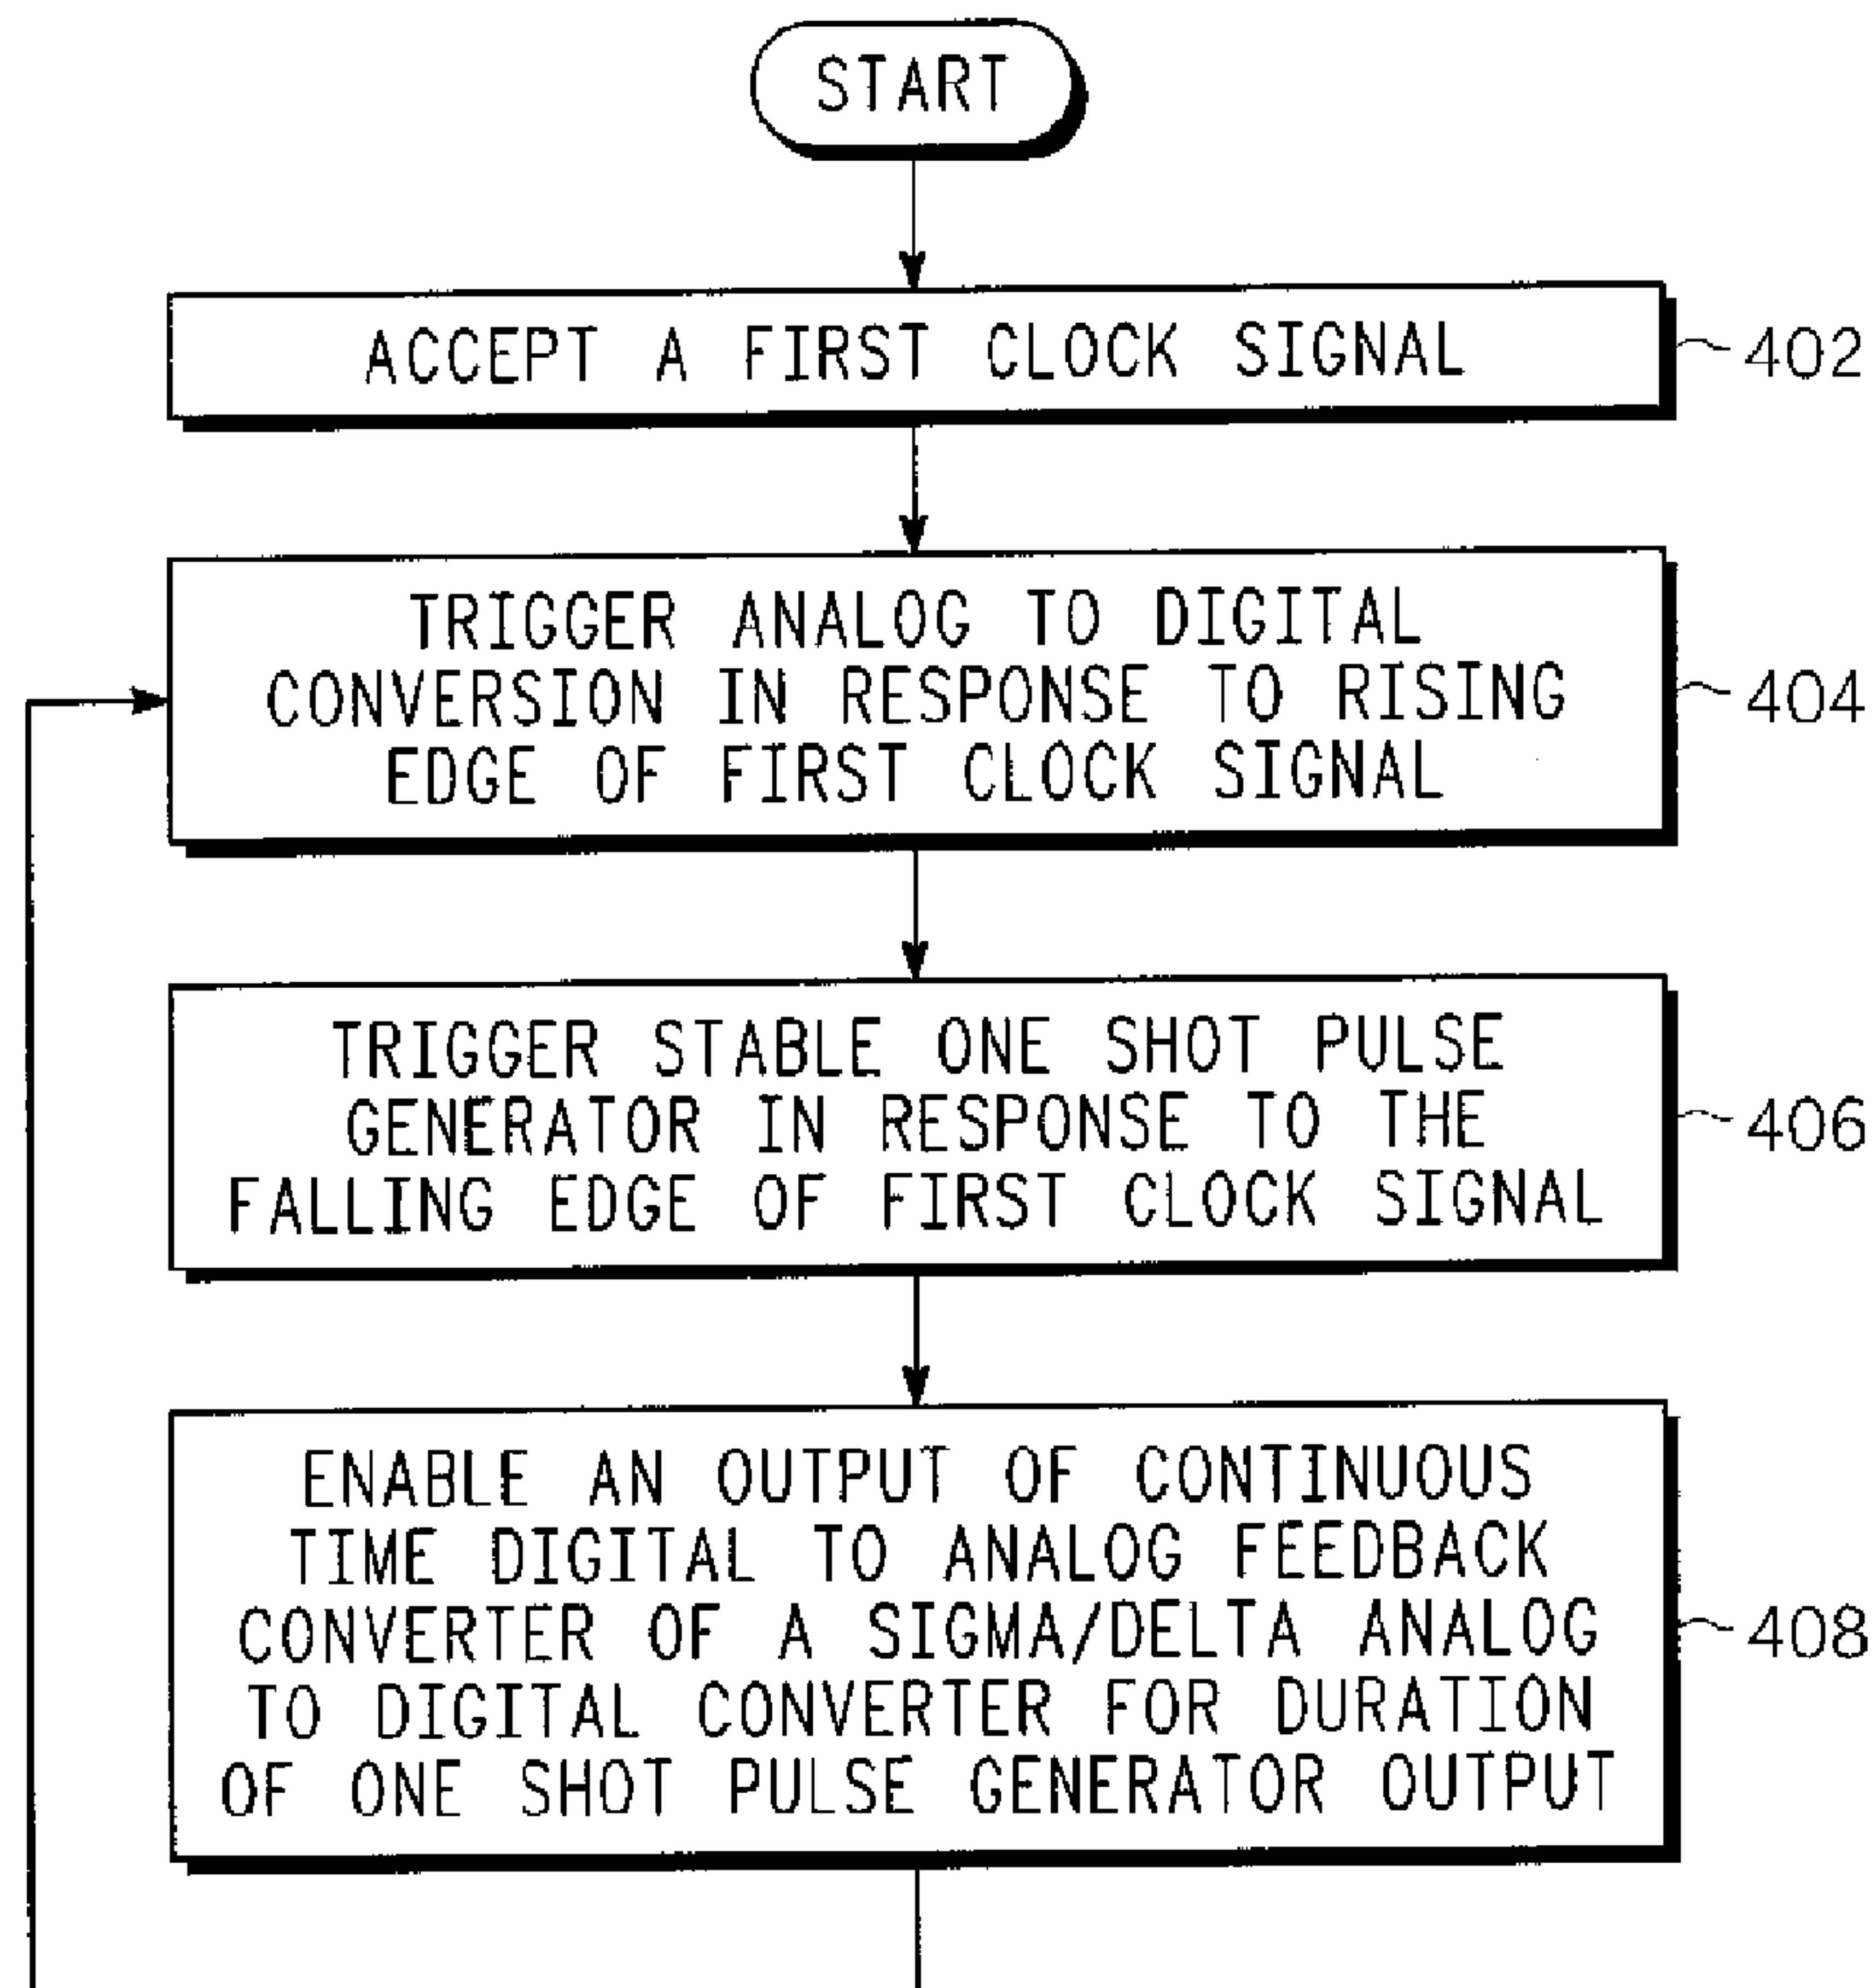 START
ACCEPT A FIRST CLOCK SIGNAL
402
TRIGGER ANALOG TO DIGITAL
CONVERSION IN RESPONSE TO RISING
EDGE OF FIRST CLOCK SIGNAL
404
TRIGGER STABLE ONE SHOT PULSE
GENERATOR IN RESPONSE TO THE
FALLING EDGE OF FIRST CLOCK SIGNAL
406
ENABLE AN OUTPUT OF CONTINUOUS
TIME DIGITAL TO ANALOG FEEDBACK
CONVERTER OF A SIGMA/DELTA ANALOG
TO DIGITAL CONVERTER FOR DURATION
OF ONE SHOT PULSE GENERATOR OUTPUT
408